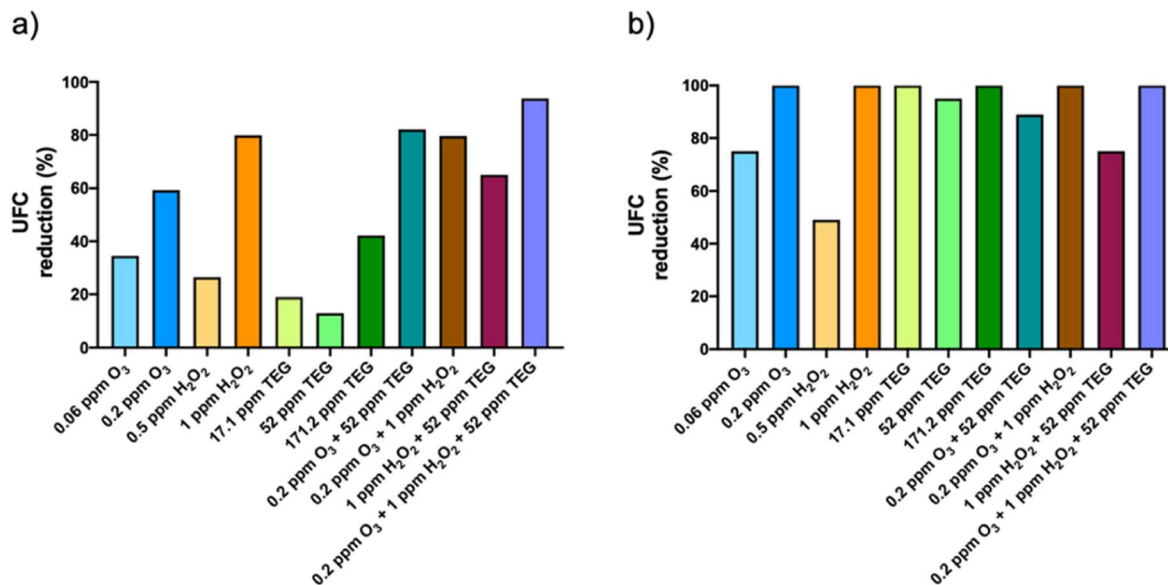 a)
UFC
reduction (%)
100
80
60
40
20
0
0.06 ppm O₃
0.2 ppm O₃
0.5 ppm H₂O₂
1 ppm H₂O₂
17.1 ppm TEG
52 ppm TEG
171.2 ppm TEG
0.2 ppm O₃ + 52 ppm TEG
0.2 ppm O₃ + 1 ppm H₂O₂
1 ppm H₂O₂ + 52 ppm TEG
0.2 ppm O₃ + 1 ppm H₂O₂ + 52 ppm TEG
b)
UFC
reduction (%)
100
80
60
40
20
0
0.06 ppm O₃
0.2 ppm O₃
0.5 ppm H₂O₂
1 ppm H₂O₂
17.1 ppm TEG
52 ppm TEG
171.2 ppm TEG
0.2 ppm O₃ + 52 ppm TEG
0.2 ppm O₃ + 1 ppm H₂O₂
1 ppm H₂O₂ + 52 ppm TEG
0.2 ppm O₃ + 1 ppm H₂O₂ + 52 ppm TEG